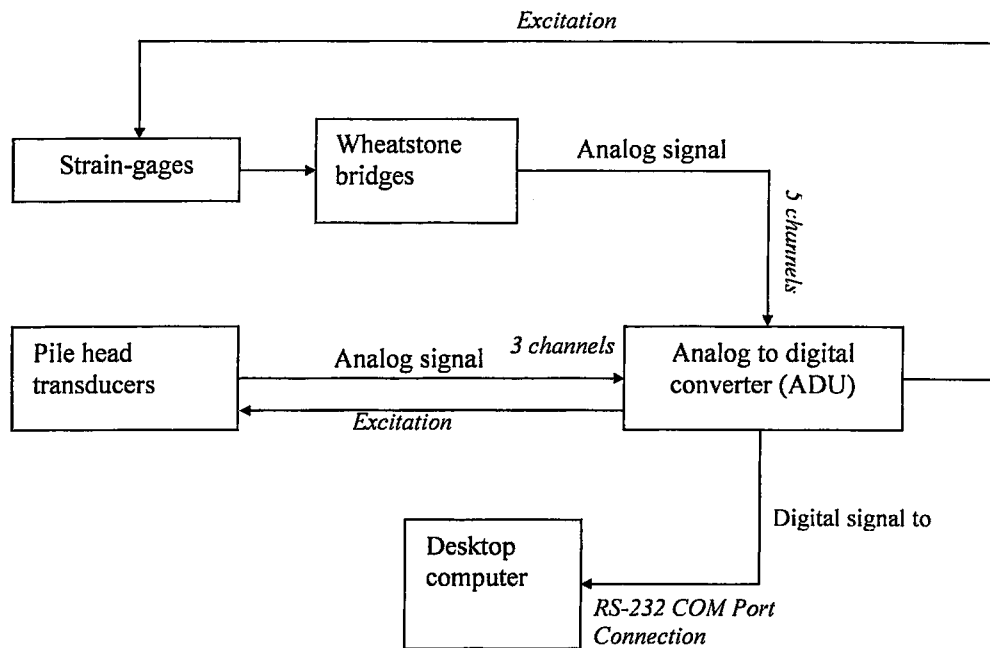 Excitation
Strain-gages
Wheatstone
bridges
Analog signal
5 channels
Pile head
transducers
Analog signal
3 channels
Excitation
Analog to digital
converter (ADU)
Digital signal to
Desktop
computer
RS-232 COM Port
Connection